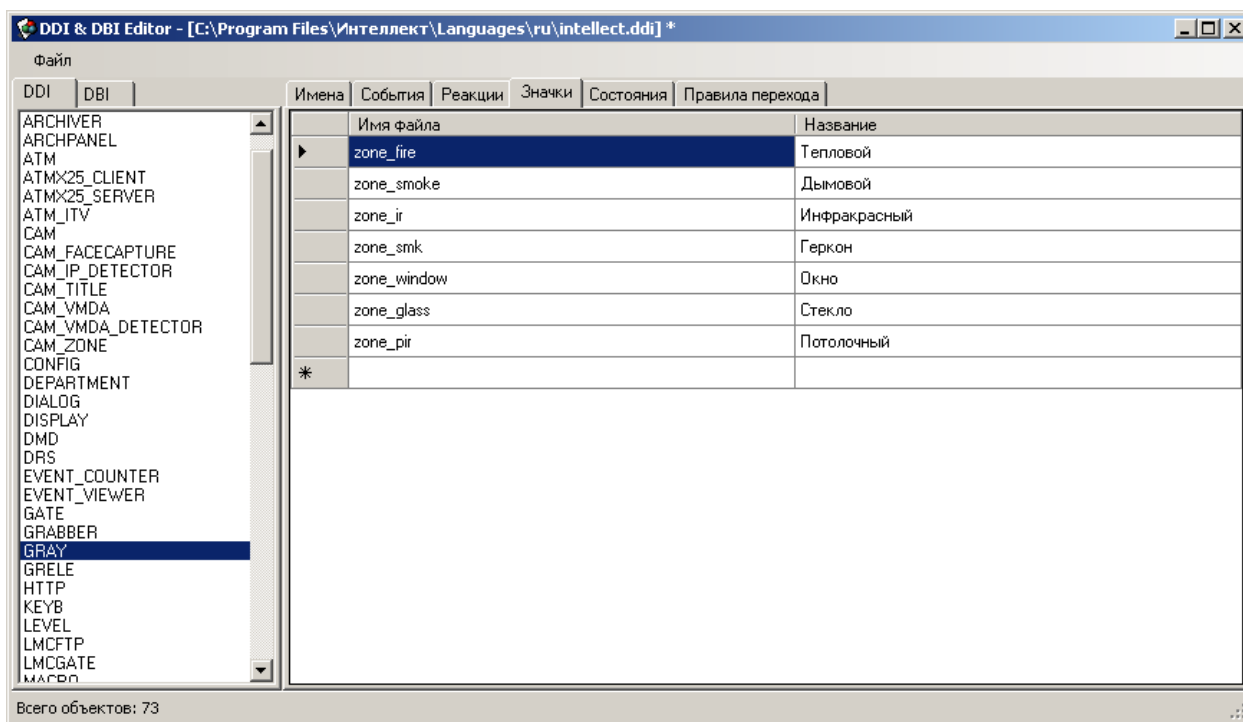 DDI & DBI Editor - [C:\Program Files\Интеллект\Languages\ru\intellect.ddi] *
Файл
DDI DBI
Имена События Реакции Значки Состояния Правила перехода
ARCHIVER
ARCHPANEL
ATM
ATMX25_CLIENT
ATMX25_SERVER
ATM_ITV
CAM
CAM_FACECAPTURE
CAM_IP_DETECTOR
CAM_TITLE
CAM_VMDA
CAM_VMDA_DETECTOR
CAM_ZONE
CONFIG
DEPARTMENT
DIALOG
DISPLAY
DMD
DRS
EVENT_COUNTER
EVENT_VIEWER
GATE
GRABBER
GRAY
GRELE
HTTP
KEYB
LEVEL
LMCFTP
LMCGATE
MACRO
Имя файла Название
zone_fire Тепловой
zone_smoke Дымовой
zone_ir Инфракрасный
zone_smk Геркон
zone_window Окно
zone_glass Стекло
zone_pir Потолочный
Всего объектов: 73